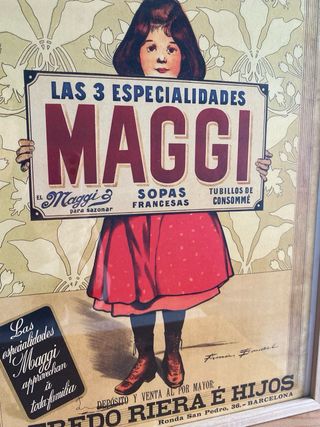 LAS 3 ESPECIALIDADES
MAGGI
EL Maggi
para sazonar
SOPAS
FRANCESAS
TUBILLOS DE
CONSOMMÉ
Las
especialidades
Maggi
aprovechan
à
toda familia
DEPÓSITO Y VENTA AL POR MAYOR:
FREDO RIERA É HIJOS
Ronda San Pedro, 36.-BARCELONA